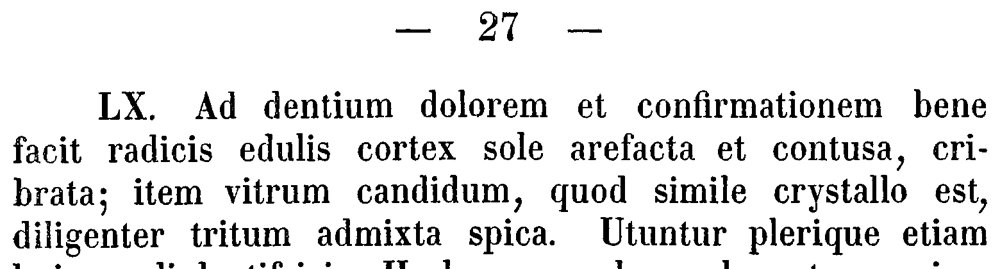 — 27 —
LX. Ad dentium dolorem et confirmationem bene
facit radicis edulis cortex sole arefacta et contusa, cri-
brata; item vitrum candidum, quod simile crystallo est,
diligenter tritum admixta spica. Utuntur plerique etiam